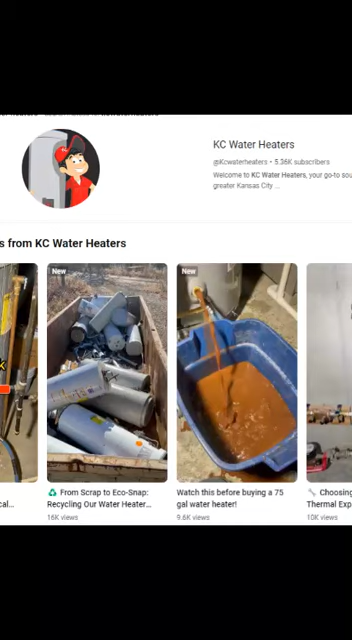 KC Water Heaters
@Kcwaterheaters • 5.36K subscribers
Welcome to KC Water Heaters, your go-to sou
greater Kansas City ...
s from KC Water Heaters
New
New
♻ From Scrap to Eco-Snap:
Recycling Our Water Heater...
16K views
Watch this before buying a 75
gal water heater!
9.6K views
🔧 Choosing
Thermal Exp
10K views
cal...